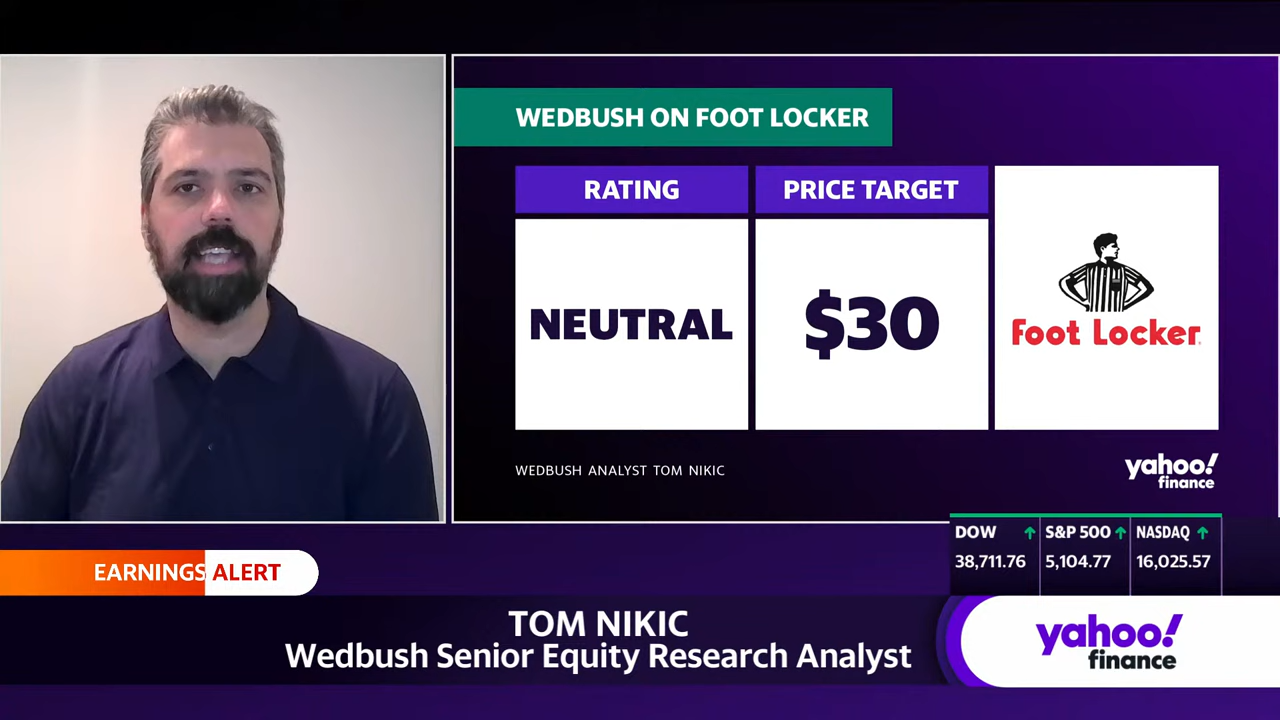 WEDBUSH ON FOOT LOCKER
RATING
PRICE TARGET
NEUTRAL
$30
Foot Locker
WEDBUSH ANALYST TOM NIKIC
yahoo!
finance
DOW
S&P 500
NASDAQ
38,711.76
5,104.77
16,025.57
EARNINGS ALERT
TOM NIKIC
Wedbush Senior Equity Research Analyst
yahoo!
finance